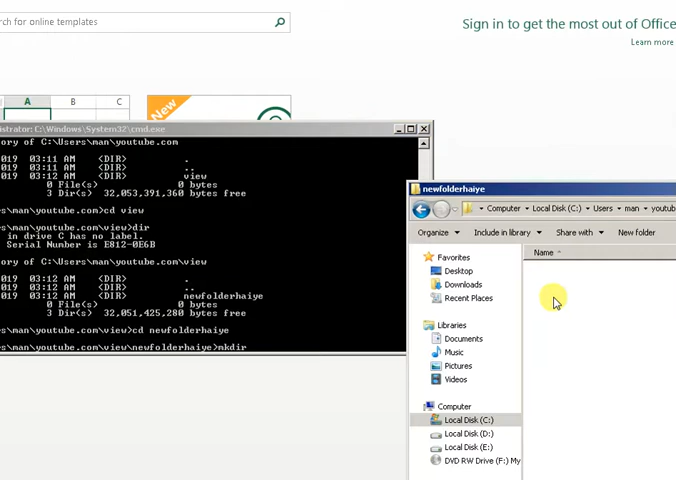 rch for online templates
Sign in to get the most out of Office
Learn more
A B C
New
istrator: C:\Windows\System32\cmd.exe
ory of C:\Users\man\youtube.com
019 03:11 AM <DIR> .
019 03:11 AM <DIR> ..
019 03:12 AM <DIR> view
0 File(s) 0 bytes
3 Dir(s) 32,053,391,360 bytes free
rs\man\youtube.com>cd view
rs\man\youtube.com\view>dir
in drive C has no label.
Serial Number is E812-0E6B
ory of C:\Users\man\youtube.com\view
019 03:12 AM <DIR> .
019 03:12 AM <DIR> ..
019 03:12 AM <DIR> newfolderhaiye
0 File(s) 0 bytes
3 Dir(s) 32,051,425,280 bytes free
rs\man\youtube.com\view>cd newfolderhaiye
rs\man\youtube.com\view\newfolderhaiye>mkdir
newfolderhaiye
Computer Local Disk (C:) Users man youtub
Organize Include in library Share with New folder
Name
Favorites
Desktop
Downloads
Recent Places
Libraries
Documents
Music
Pictures
Videos
Computer
Local Disk (C:)
Local Disk (D:)
Local Disk (E:)
DVD RW Drive (F:) My